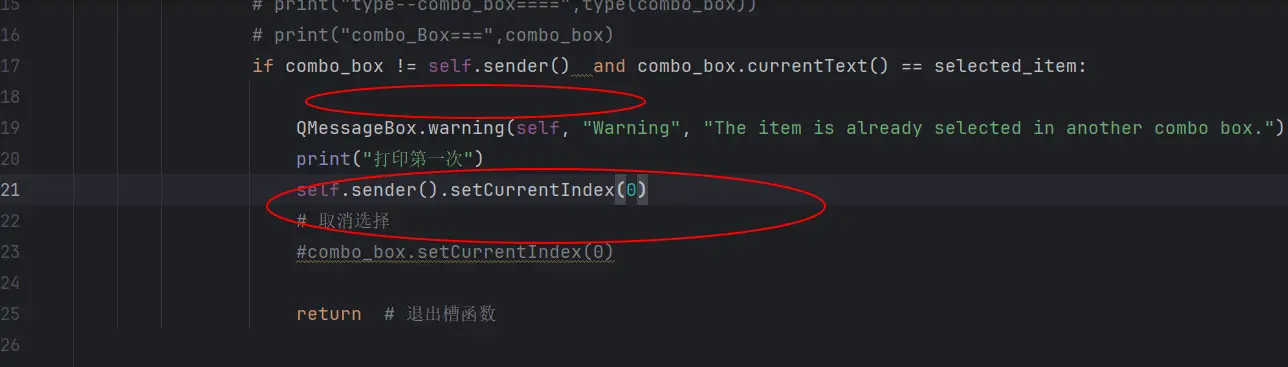 15 # print("type--combo_box====",type(combo_box))
16 # print("combo_Box===",combo_box)
17 if combo_box != self.sender()  and combo_box.currentText() == selected_item:
18
19 QMessageBox.warning(self, "Warning", "The item is already selected in another combo box.")
20 print("打印第一次")
21 self.sender().setCurrentIndex(0)
22 # 取消选择
23 #combo_box.setCurrentIndex(0)
24
25 return  # 退出槽函数
26